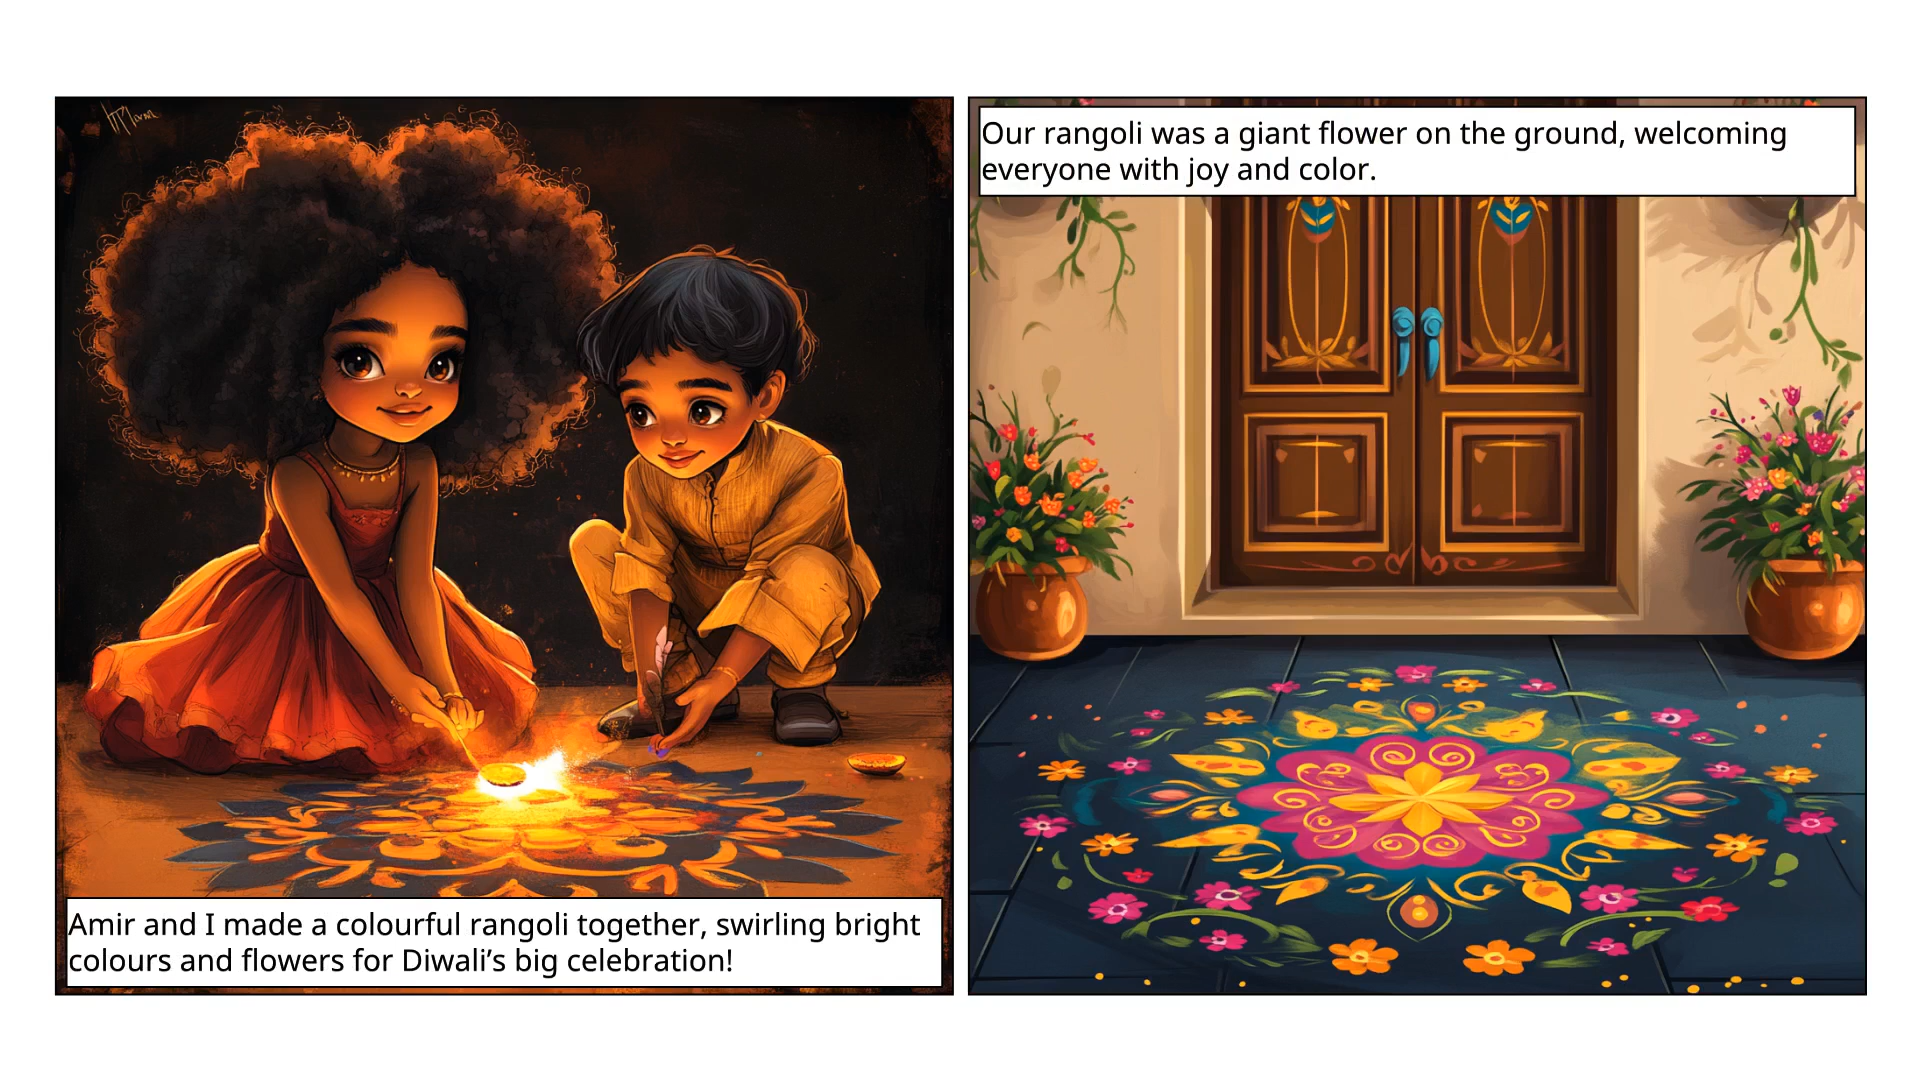 Amir and I made a colourful rangoli together, swirling bright
colours and flowers for Diwali’s big celebration!
Our rangoli was a giant flower on the ground, welcoming
everyone with joy and color.